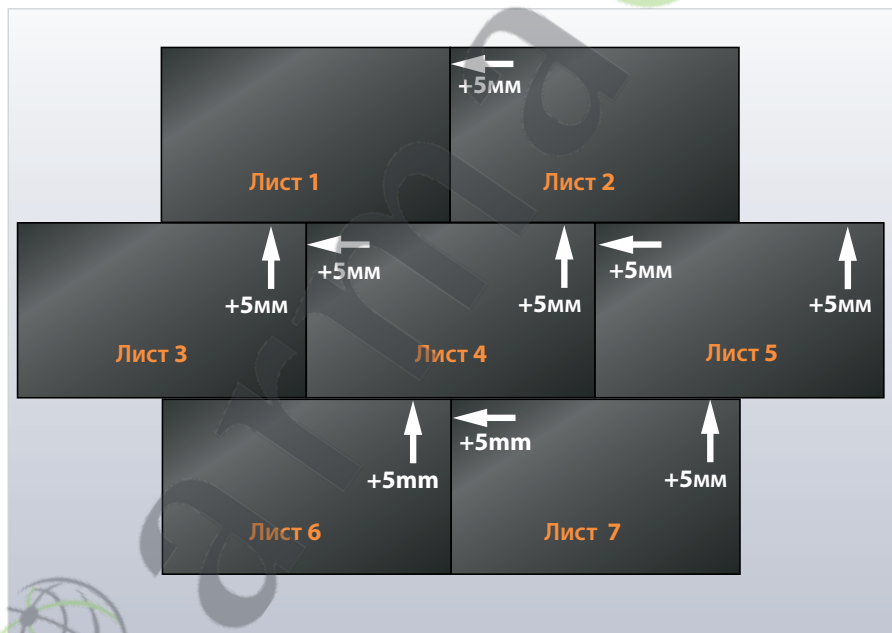 +5мм
Лист 1
Лист 2
+5мм
+5мм
+5мм
+5мм
+5мм
Лист 3
Лист 4
Лист 5
+5mm
+5mm
+5мм
Лист 6
Лист 7
arma